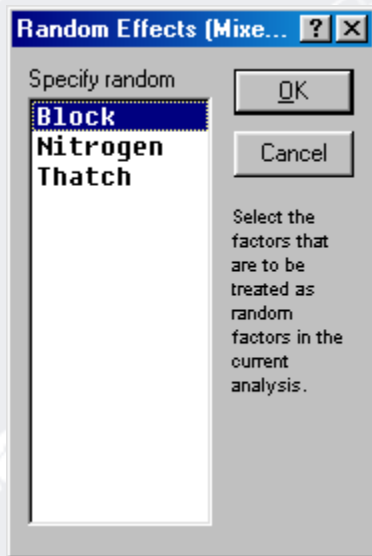 Random Effects (Mixe...
Specify random
Block
Nitrogen
Thatch
OK
Cancel
Select the
factors that
are to be
treated as
random
factors in the
current
analysis.